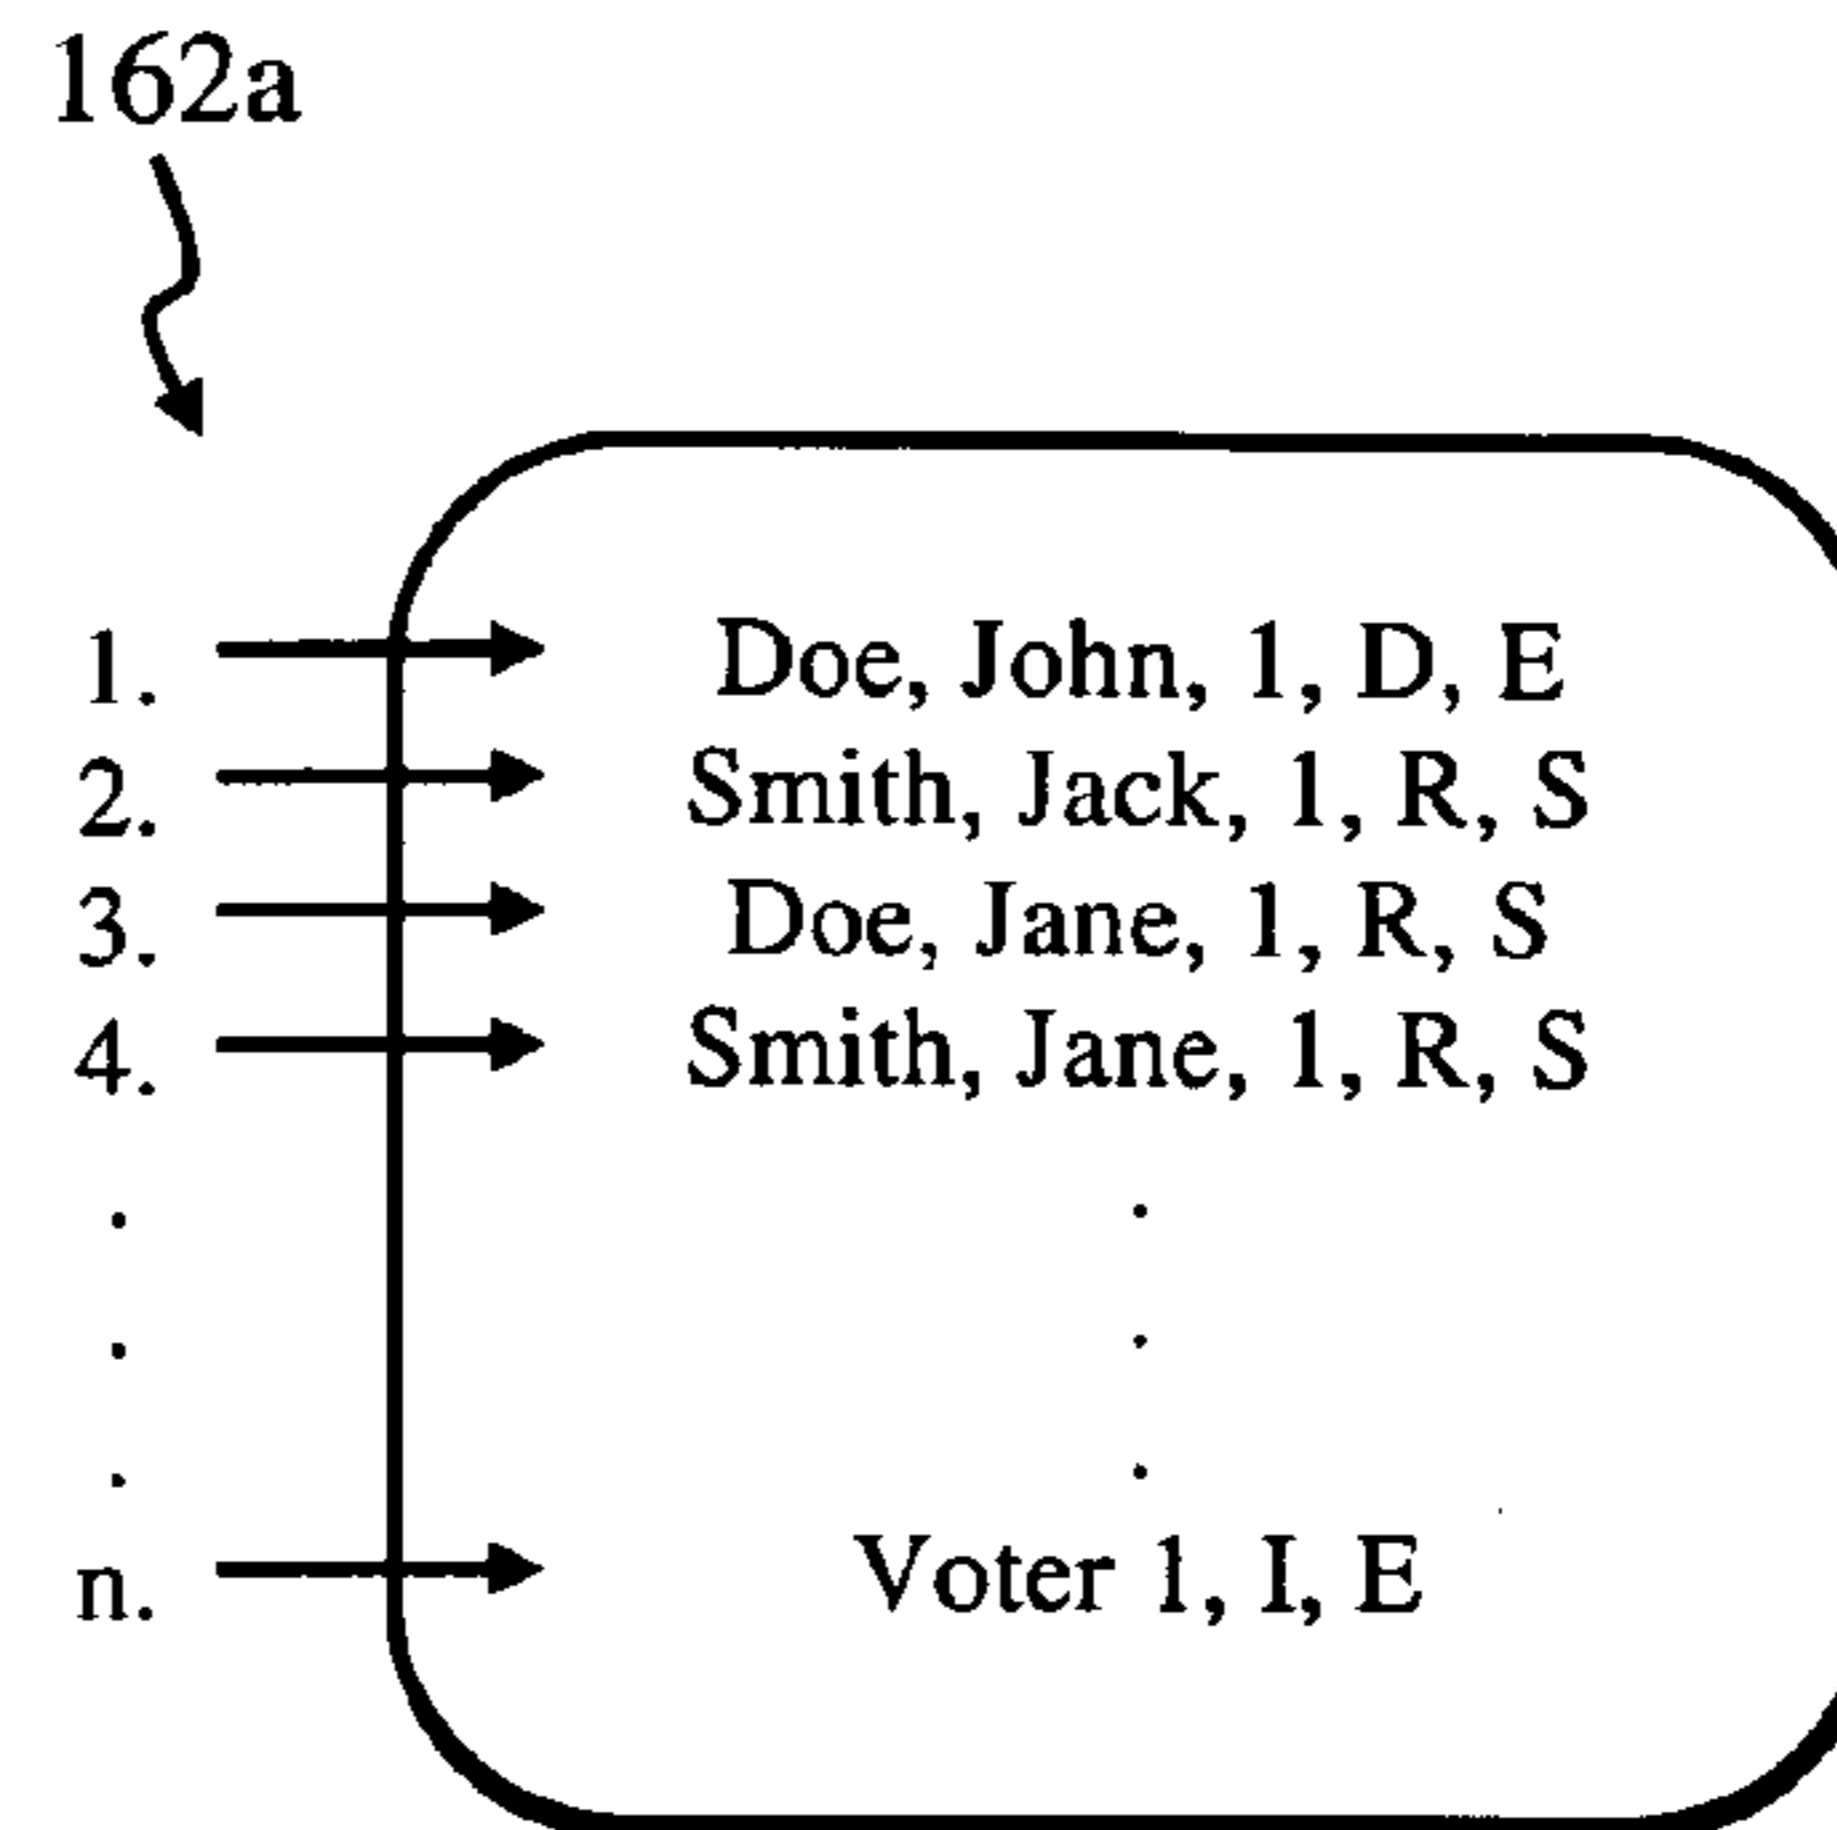 162a
1. Doe, John, 1, D, E
2. Smith, Jack, 1, R, S
3. Doe, Jane, 1, R, S
4. Smith, Jane, 1, R, S
. .
. .
. .
n. Voter 1, I, E